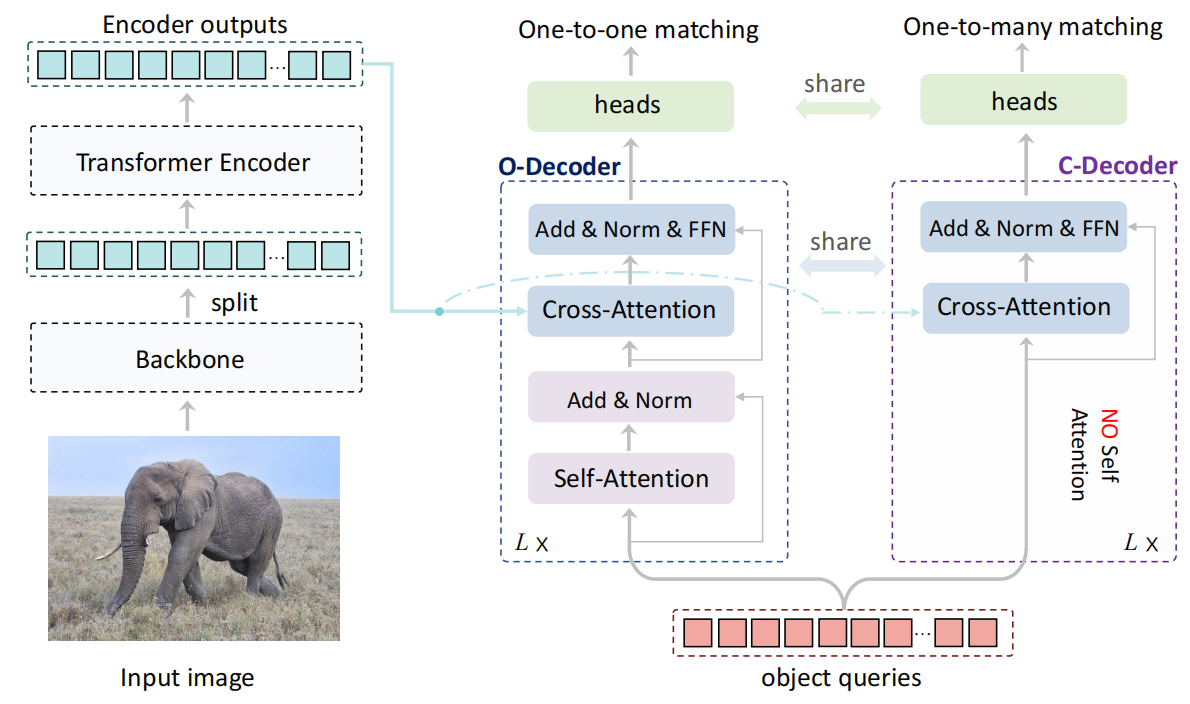 Encoder outputs
...
Transformer Encoder
...
split
Backbone
Input image
One-to-one matching
heads
O-Decoder
Add & Norm & FFN
Cross-Attention
Add & Norm
Self-Attention
L x
share
share
One-to-many matching
heads
C-Decoder
Add & Norm & FFN
Cross-Attention
NO Self
Attention
L x
...
object queries